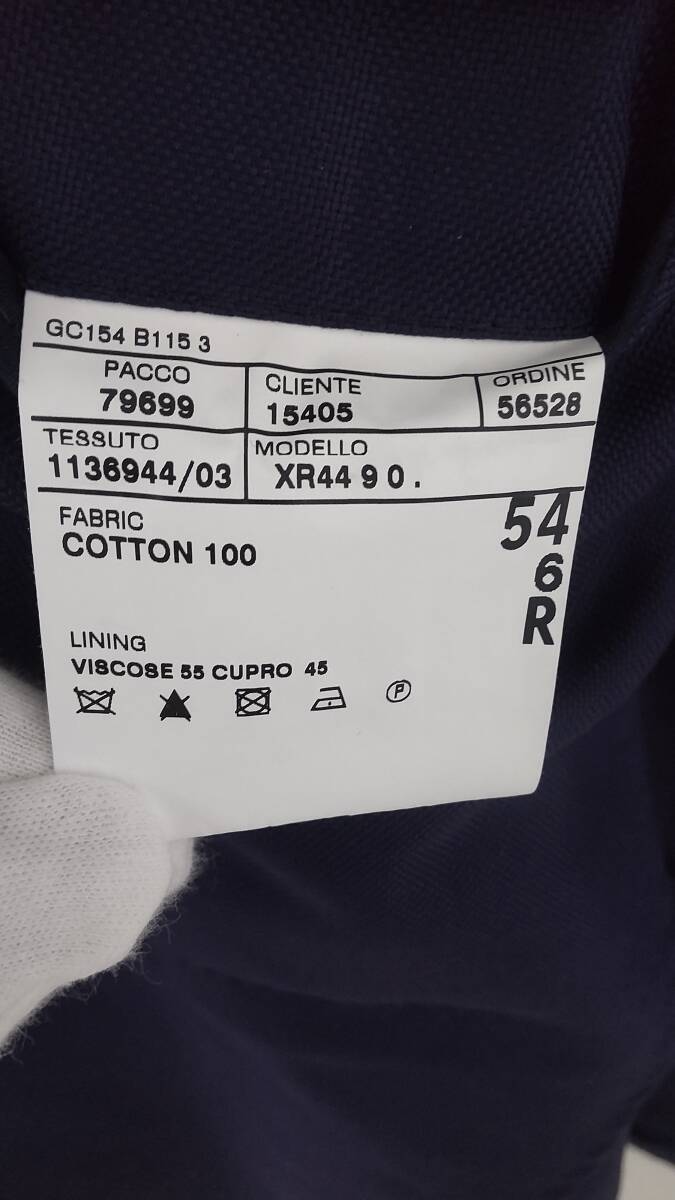 GC154 B115 3
PACCO CLIENTE ORDINE
79699 15405 56528
TESSUTO MODELLO
1136944/03 XR44 9 0 .
FABRIC
COTTON 100
54
6
R
LINING
VISCOSE 55 CUPRO 45
P